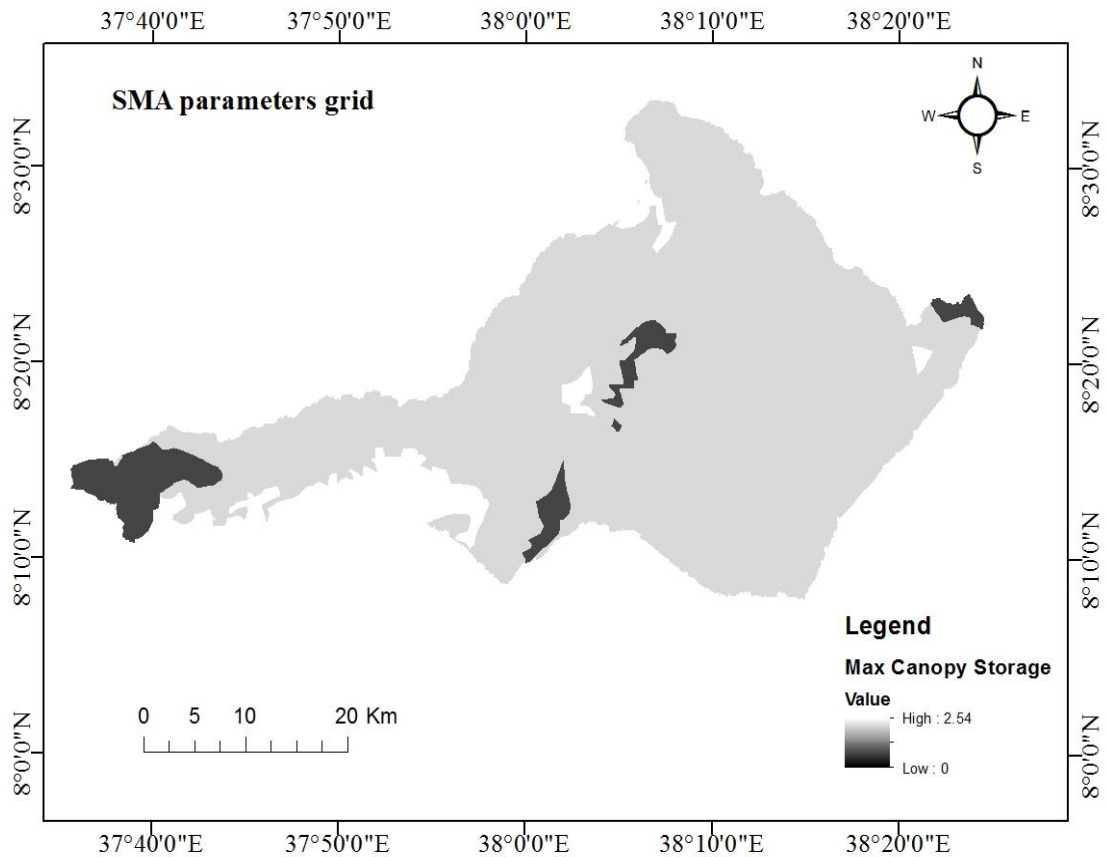 37°40'0"E 37°50'0"E 38°0'0"E 38°10'0"E 38°20'0"E
SMA parameters grid
N
W E
S
8°30'0"N 8°30'0"N
8°20'0"N 8°20'0"N
8°10'0"N 8°10'0"N
Legend
Max Canopy Storage
Value
High : 2.54
Low : 0
0 5 10 20 Km
8°0'0"N 8°0'0"N
37°40'0"E 37°50'0"E 38°0'0"E 38°10'0"E 38°20'0"E